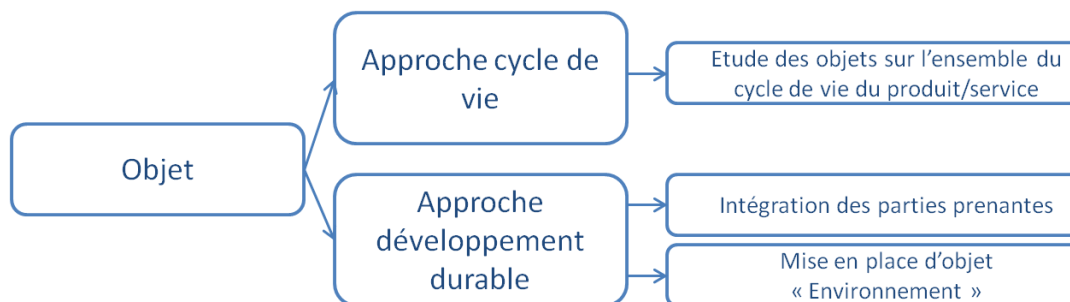 Objet
Approche cycle de
vie
Etude des objets sur l’ensemble du
cycle de vie du produit/service
Approche
développement
durable
Intégration des parties prenantes
Mise en place d’objet
« Environnement »